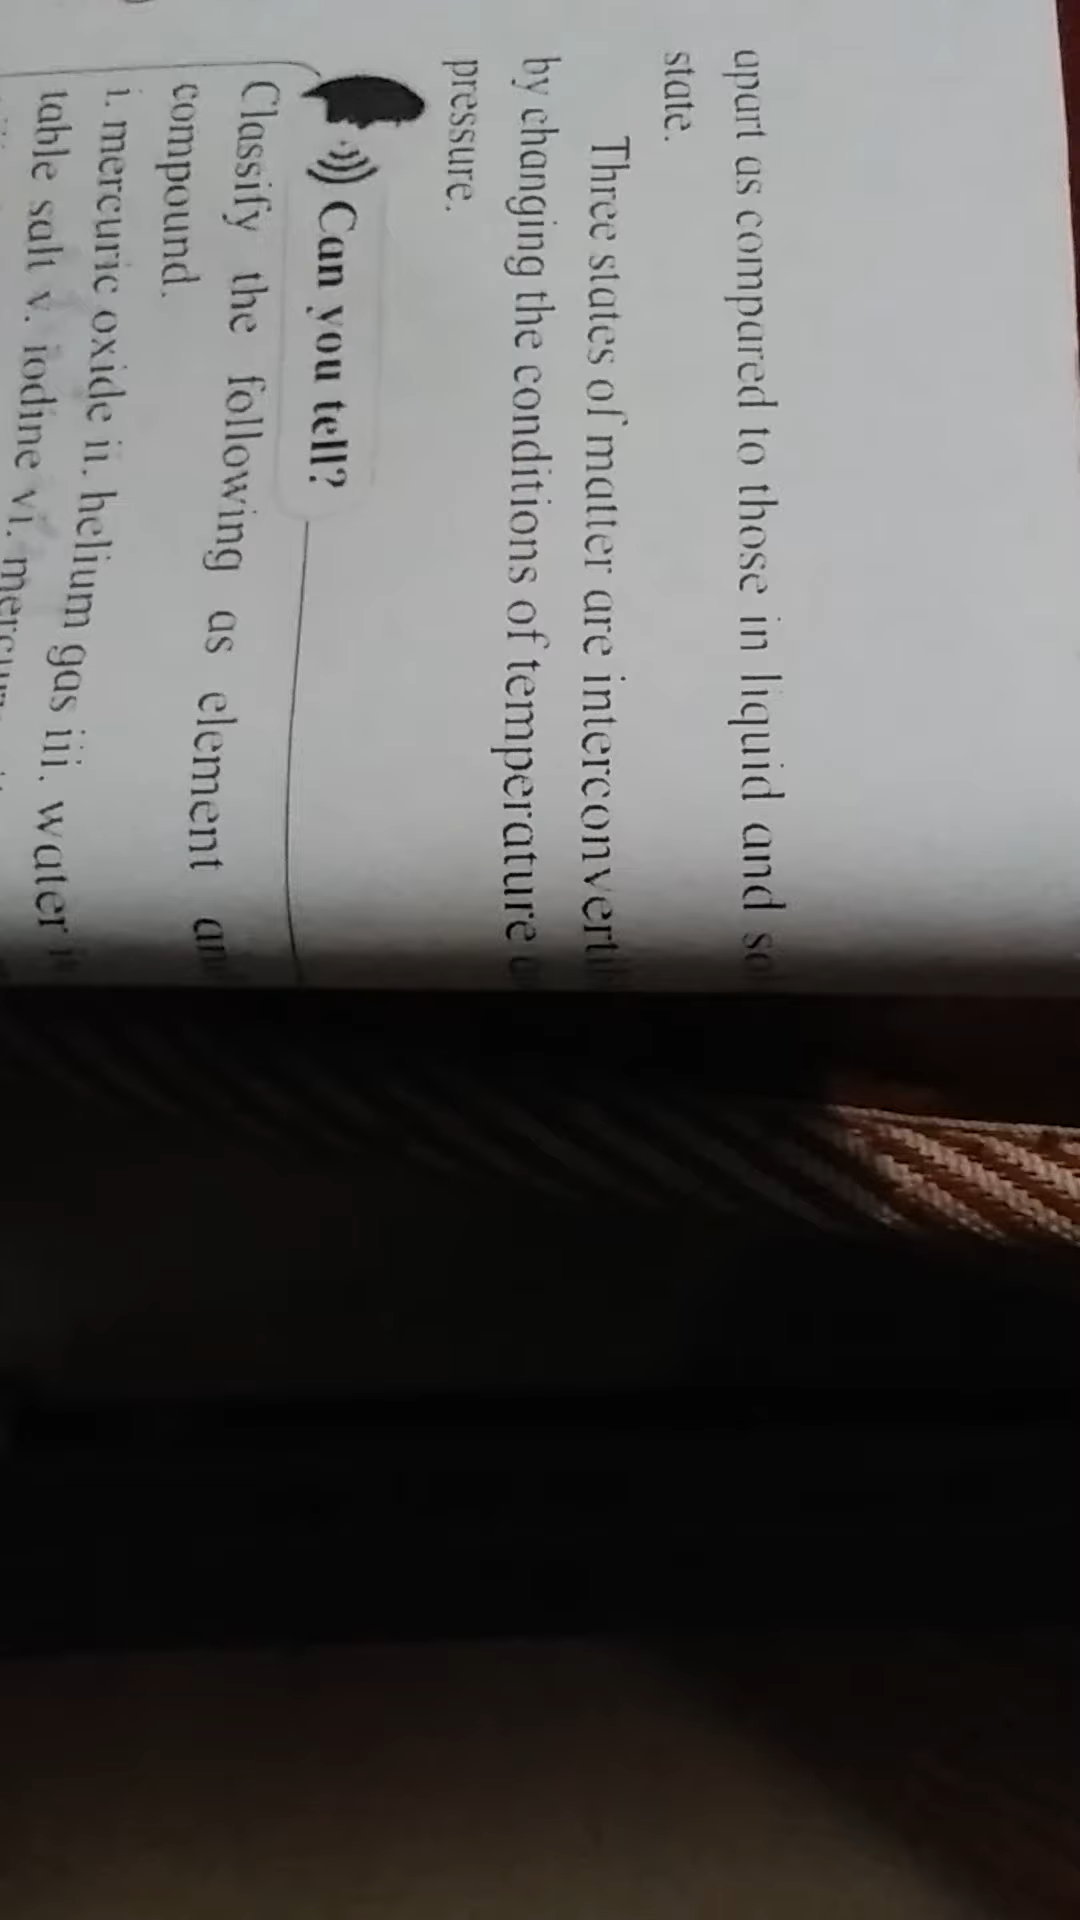 apart as compared to those in liquid and
state.
Three states of matter are
by changing the conditions of temperature
pressure.
Can you tell?
Classify the following as element
compound.
i. mercuric oxide ii. helium gas iii. water
table salt v. iodine vi.